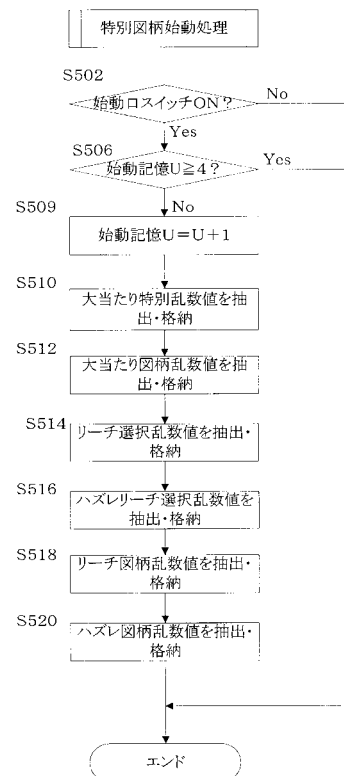 特別図柄始動処理
S502
始動口スイッチON?
No
Yes
S506
始動記憶U≧4?
Yes
No
S509
始動記憶U=U+1
S510
大当たり特別乱数値を抽
出・格納
S512
大当たり図柄乱数値を抽
出・格納
S514
リーチ選択乱数値を抽出・
格納
S516
ハズレリーチ選択乱数値を
抽出・格納
S518
リーチ図柄乱数値を抽出・
格納
S520
ハズレ図柄乱数値を抽出・
格納
エンド